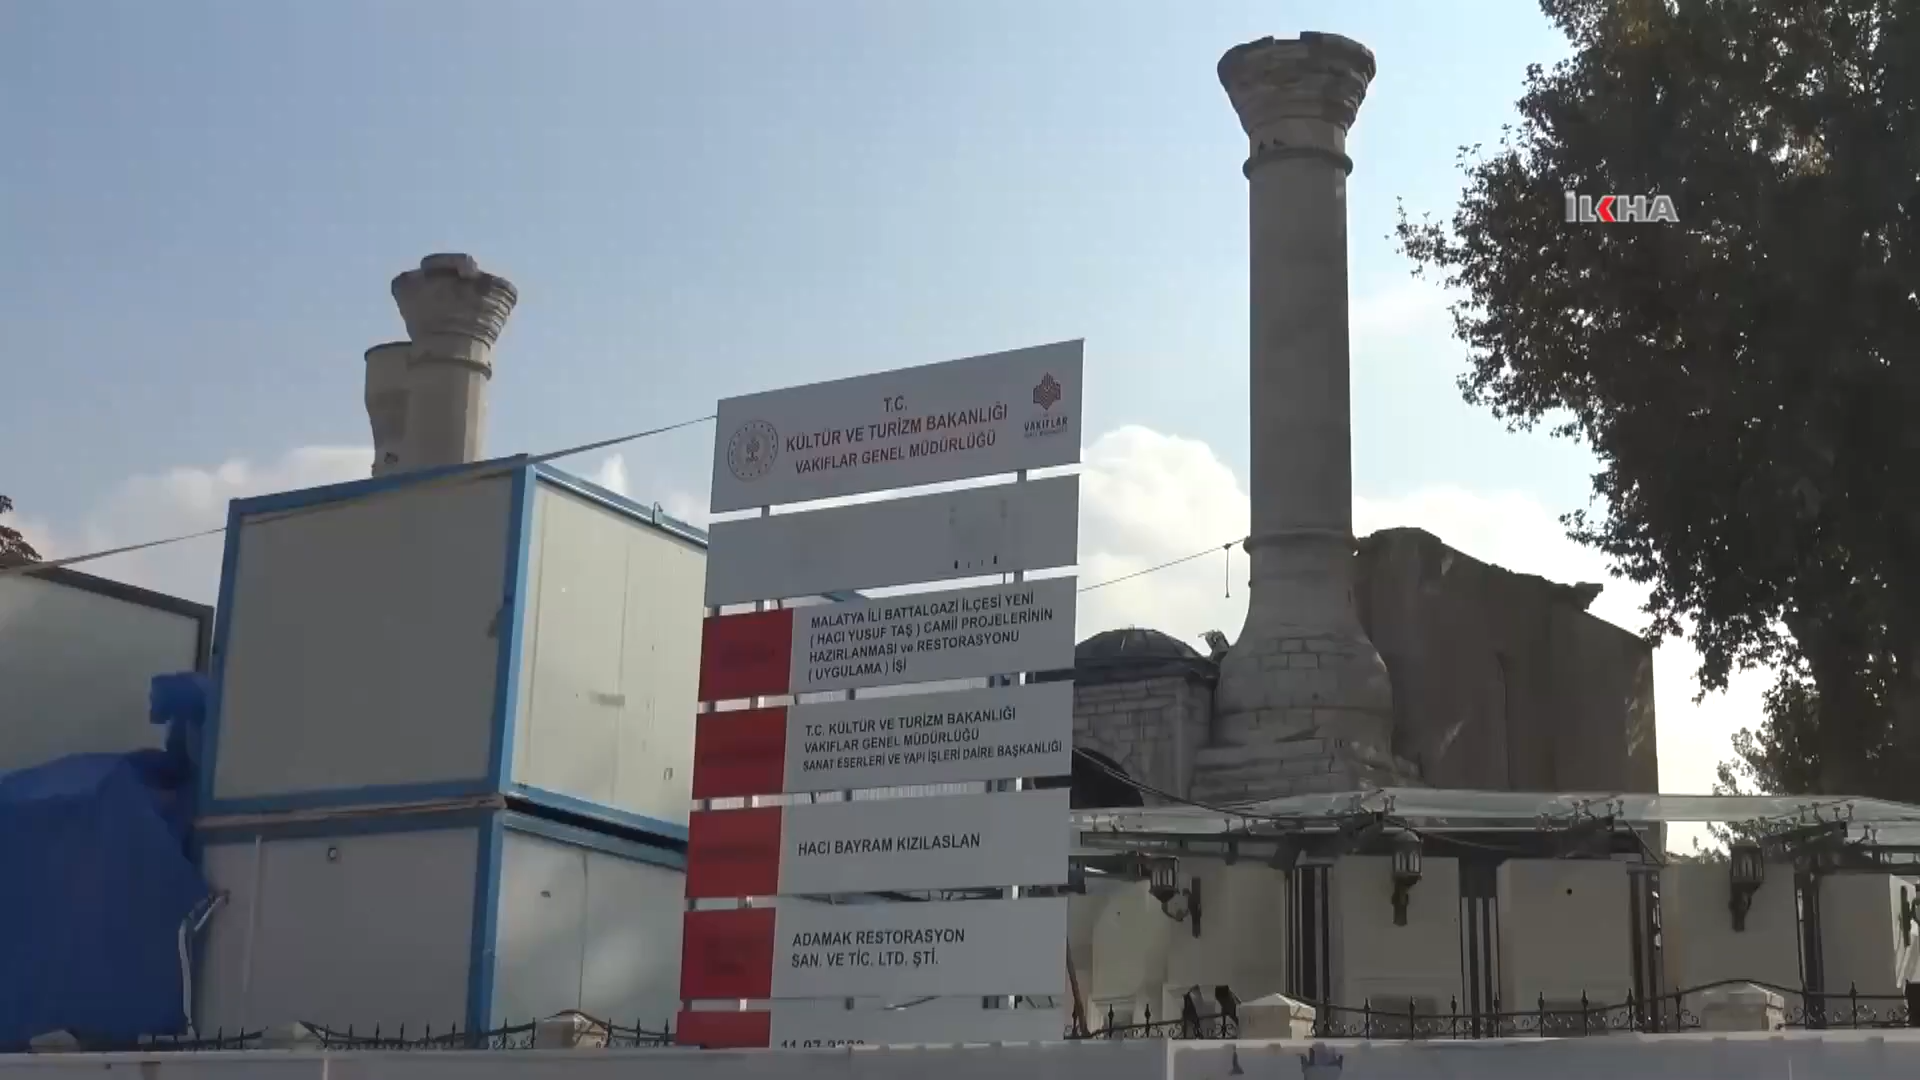 İLKHA
T.C.
KÜLTÜR VE TURİZM BAKANLIĞI
VAKIFLAR GENEL MÜDÜRLÜĞÜ
VAKIFLAR
MALATYA İLİ BATTALGAZİ İLÇESİ YENİ
( HACI YUSUF TAŞ ) CAMİİ PROJELERİNİN
HAZIRLANMASI ve RESTORASYONU
( UYGULAMA ) İŞİ
T.C. KÜLTÜR VE TURİZM BAKANLIĞI
VAKIFLAR GENEL MÜDÜRLÜĞÜ
SANAT ESERLERİ VE YAPI İŞLERİ DAİRE BAŞKANLIĞI
HACI BAYRAM KIZILASLAN
ADAMAK RESTORASYON
SAN. VE TİC. LTD. ŞTİ.